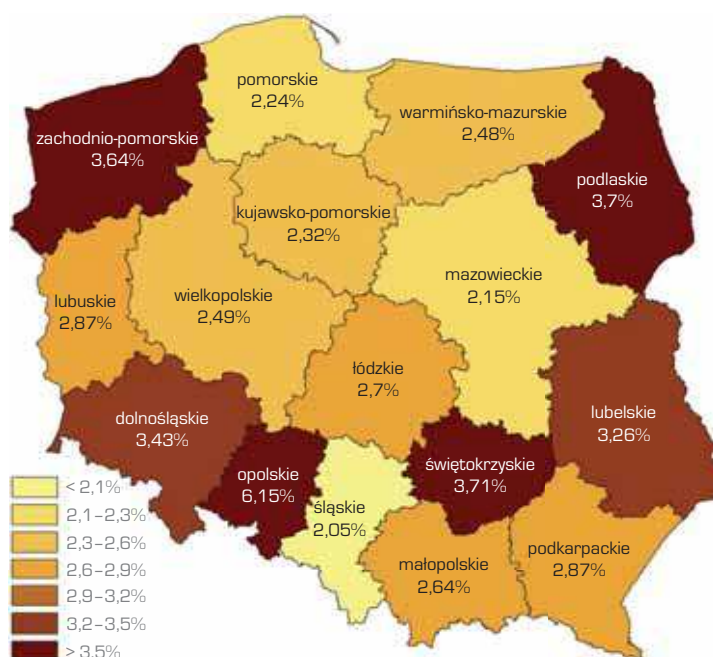 pomorskie
2,24%
warmińsko-mazurskie
2,48%
zachodnio-pomorskie
3,64%
podlaskie
3,7%
kujawsko-pomorskie
2,32%
mazowieckie
2,15%
lubuskie
2,87%
wielkopolskie
2,49%
łódzkie
2,7%
dolnośląskie
3,43%
lubelskie
3,26%
opolskie
6,15%
śląskie
2,05%
świętokrzyskie
3,71%
małopolskie
2,64%
podkarpackie
2,87%
< 2,1%
2,1–2,3%
2,3–2,6%
2,6–2,9%
2,9–3,2%
3,2–3,5%
> 3,5%